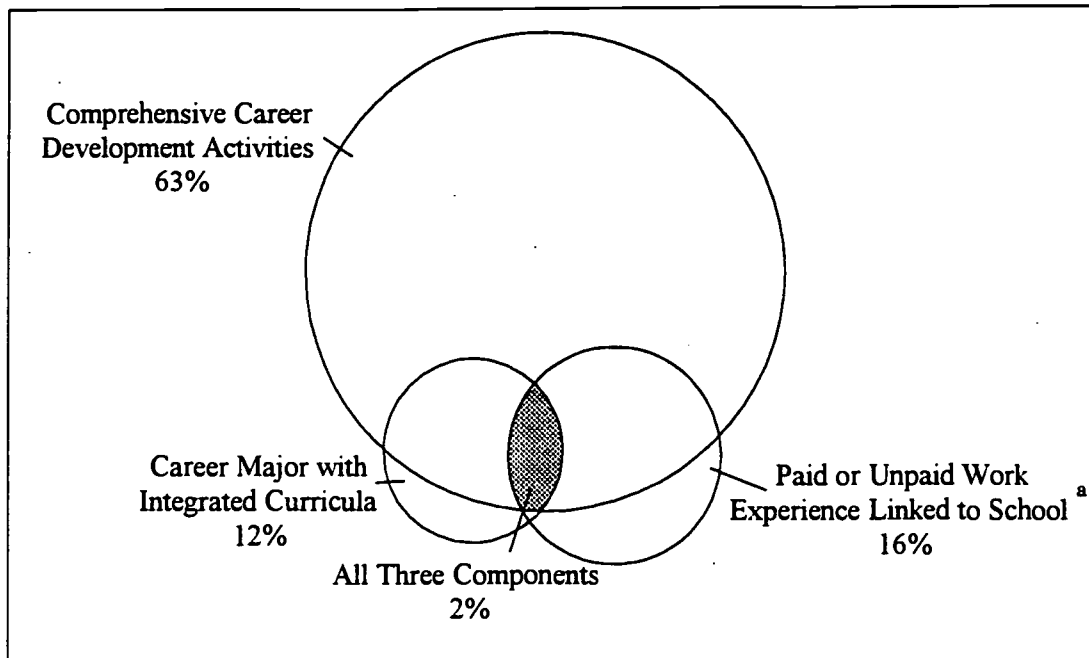 Comprehensive Career
Development Activities
63%
Career Major with
Integrated Curricula
12%
Paid or Unpaid Work
Experience Linked to School a
16%
All Three Components
2%